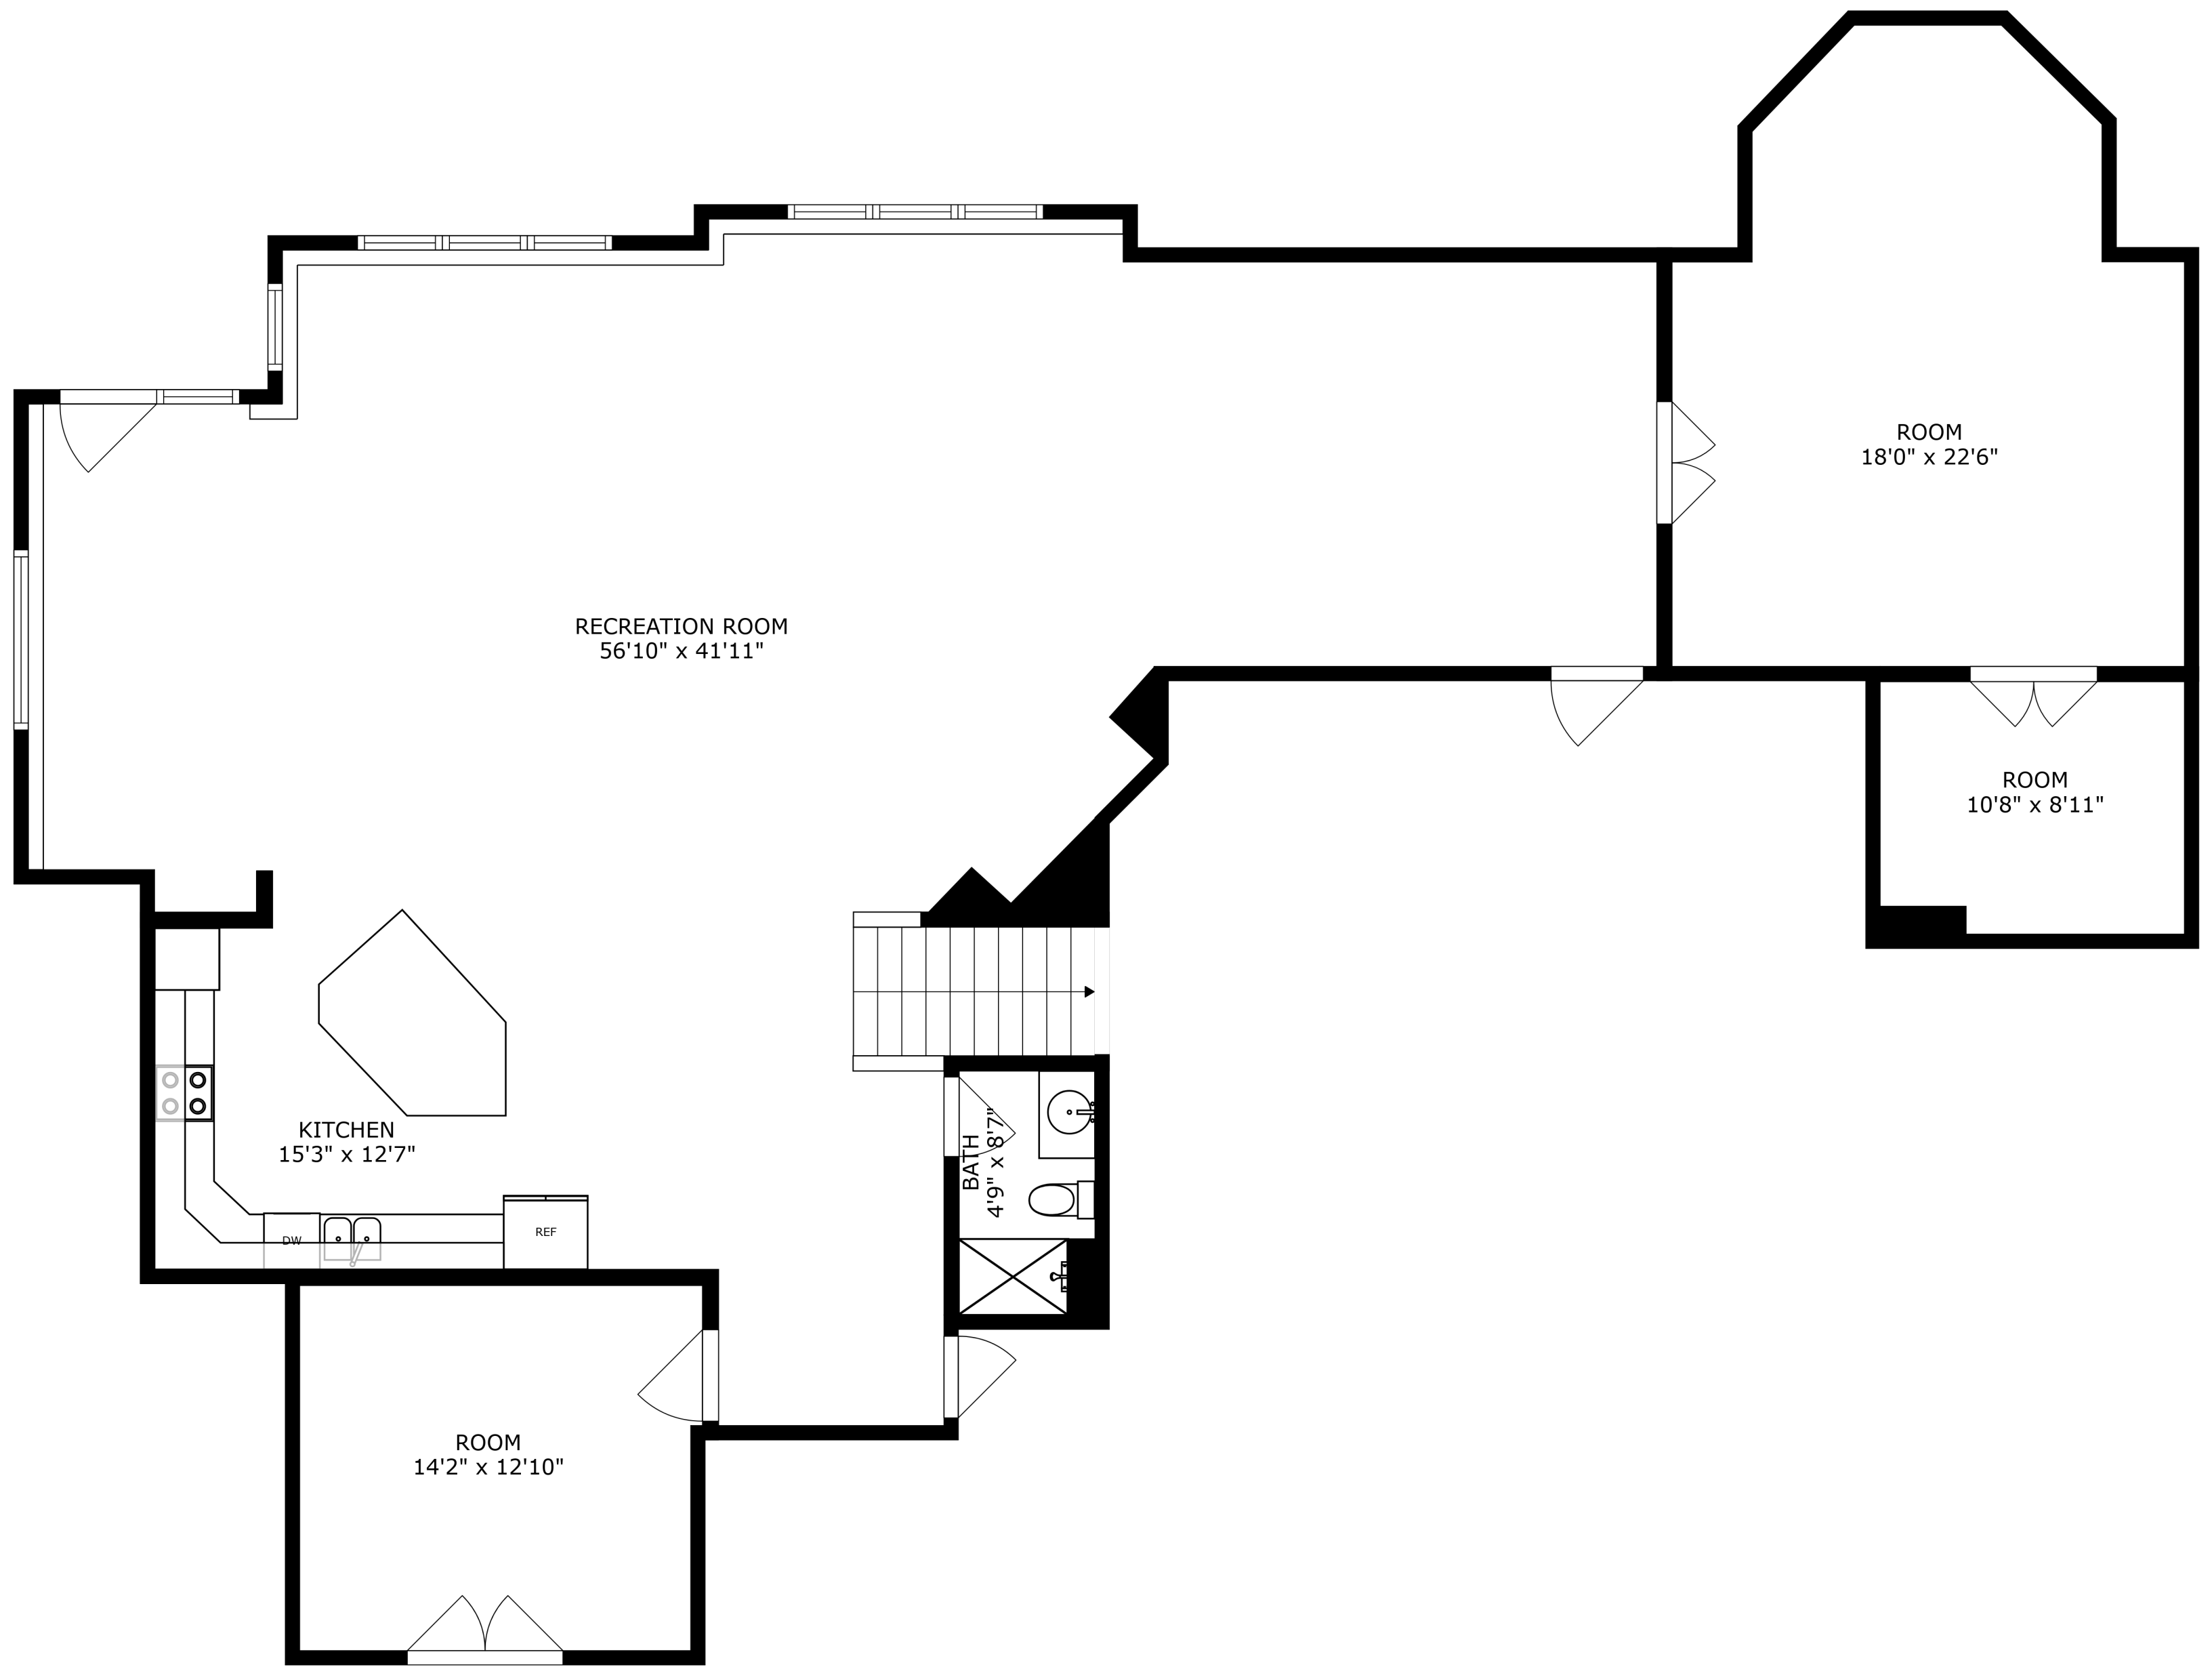 ROOM
18'0" x 22'6"
RECREATION ROOM
56'10" x 41'11"
ROOM
10'8" x 8'11"
KITCHEN
15'3" x 12'7"
BATH
4'9" x 8'7"
DW
REF
ROOM
14'2" x 12'10"